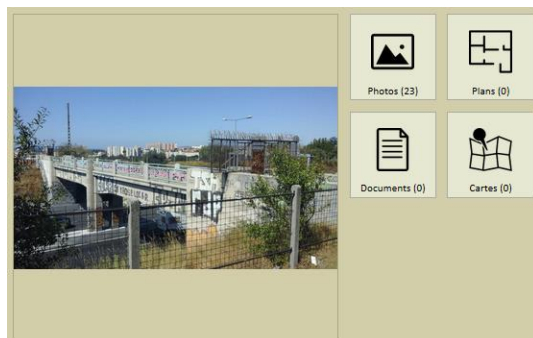 Photos (23)
Plans (0)
Documents (0)
Cartes (0)